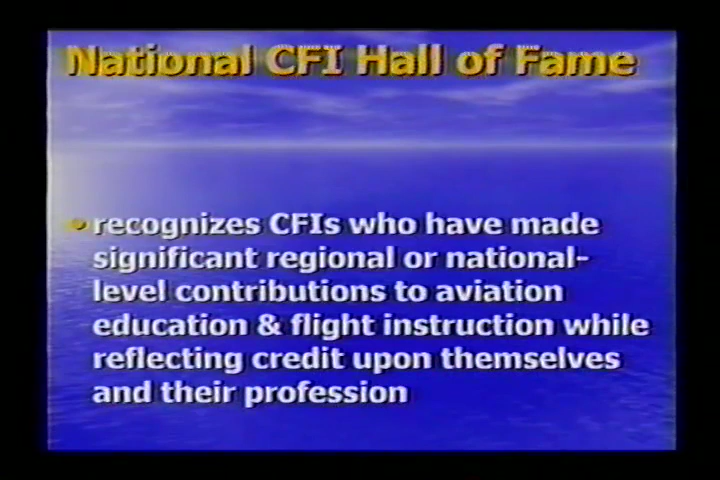 National CFI Hall of Fame
• recognizes CFIs who have made
significant regional or national-
level contributions to aviation
education & flight instruction while
reflecting credit upon themselves
and their profession